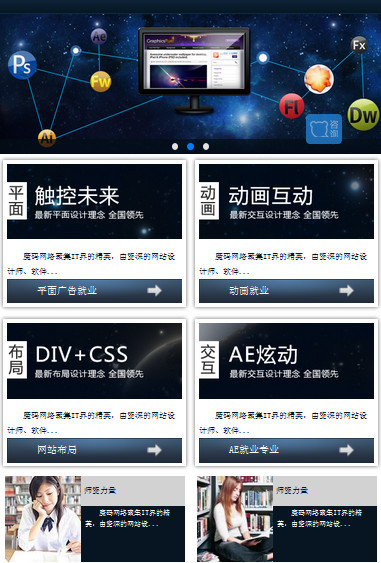 Ps
Ae
Fw
Ai
Fl
Fx
Dw
咨询
平面
触控未来
最新平面设计理念 全国领先
魔码网络聚集IT界的精英，由资深的网站设
计师、软件...
平面广告就业
动画
动画互动
最新交互设计理念 全国领先
魔码网络聚集IT界的精英，由资深的网站设
计师、软件...
动画就业
布局
DIV+CSS
最新布局设计理念 全国领先
魔码网络聚集IT界的精英，由资深的网站设
计师、软件...
网站布局
交互
AE炫动
最新交互设计理念 全国领先
魔码网络聚集IT界的精英，由资深的网站设
计师、软件...
AE就业专业
师资力量
魔码网络聚集IT界的精
英，由资深的网站设...
师资力量
魔码网络聚集IT界的精
英，由资深的网站设...